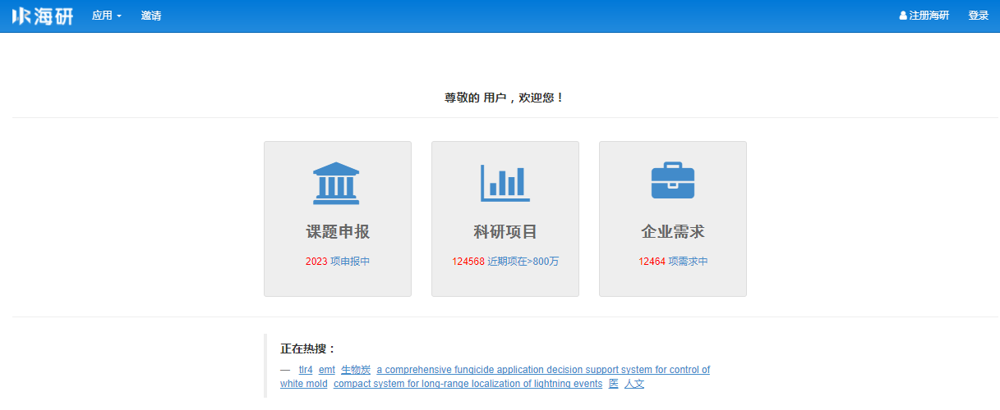 海研 应用 邀请 注册海研 登录
尊敬的 用户，欢迎您！
课题申报 科研项目 企业需求
2023 项申报中 124568 近期项在>800万 12464 项需求中
正在热搜：
— tlr4 emt 生物炭 a comprehensive fungicide application decision support system for control of
white mold compact system for long-range localization of lightning events 医 人文